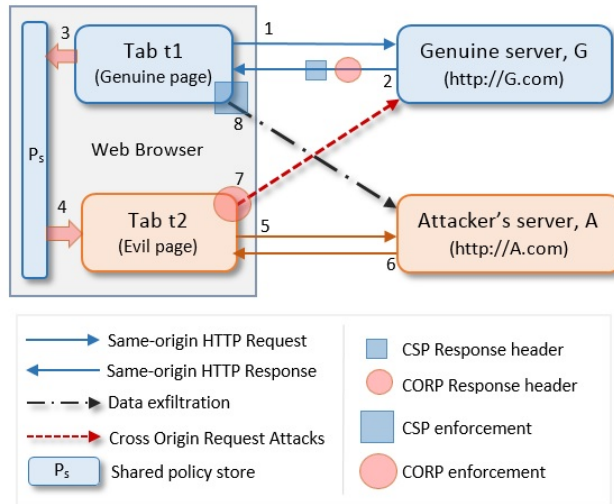 3
Tab t1
(Genuine page)
1
2
Genuine server, G
(http://G.com)
8
Ps
Web Browser
7
4
Tab t2
(Evil page)
5
6
Attacker's server, A
(http://A.com)
Same-origin HTTP Request
Same-origin HTTP Response
Data exfiltration
Cross Origin Request Attacks
Ps
Shared policy store
CSP Response header
CORP Response header
CSP enforcement
CORP enforcement